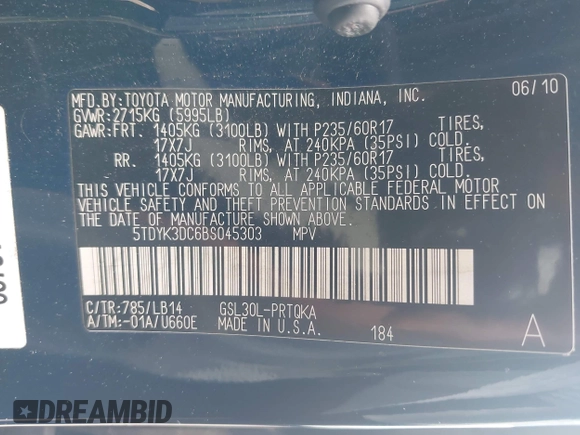 MFD.BY:TOYOTA MOTOR MANUFACTURING, INDIANA, INC. 06/10
GVWR:2715KG (5995LB)
GAWR:FRT. 1405KG (3100LB) WITH P235/60R17 TIRES,
17X7J RIMS, AT 240KPA (35PSI) COLD.
RR. 1405KG (3100LB) WITH P235/60R17 TIRES,
17X7J RIMS, AT 240KPA (35PSI) COLD.
THIS VEHICLE CONFORMS TO ALL APPLICABLE FEDERAL MOTOR
VEHICLE SAFETY AND THEFT PREVENTION STANDARDS IN EFFECT ON
THE DATE OF MANUFACTURE SHOWN ABOVE.
5TDYK3DC6BS045303 MPV
C/TR:785/LB14 GSL30L-PRTQKA
A/TM:-01A/U660E MADE IN U.S.A. 184 A
DREAMBID